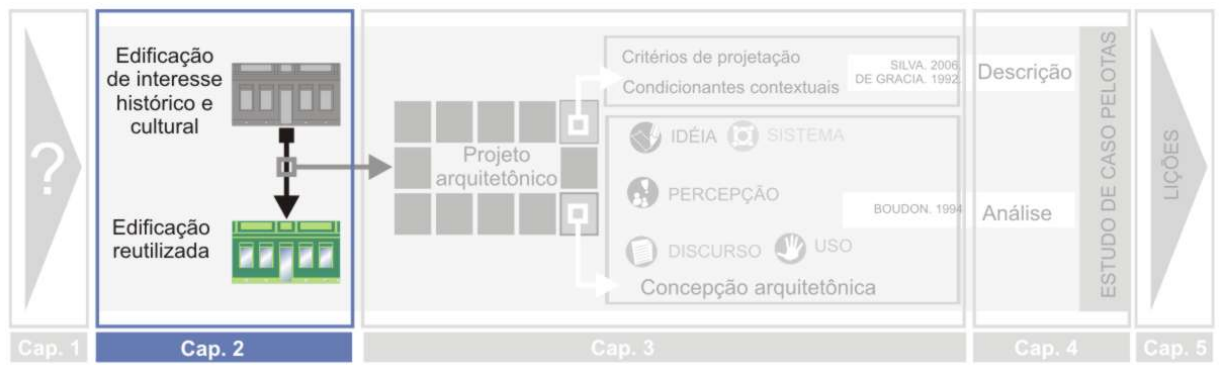 ?
Edificação
de interesse
histórico e
cultural
Edificação
reutilizada
Projeto
arquitetônico
Critérios de projetação
Condicionantes contextuais
SILVA. 2006.
DE GRACIA. 1992.
IDÉIA
SISTEMA
PERCEPÇÃO
BOUDON. 1994
DISCURSO
USO
Concepção arquitetônica
Descrição
Análise
ESTUDO DE CASO PELOTAS
LIÇÕES
Cap. 1
Cap. 2
Cap. 3
Cap. 4
Cap. 5